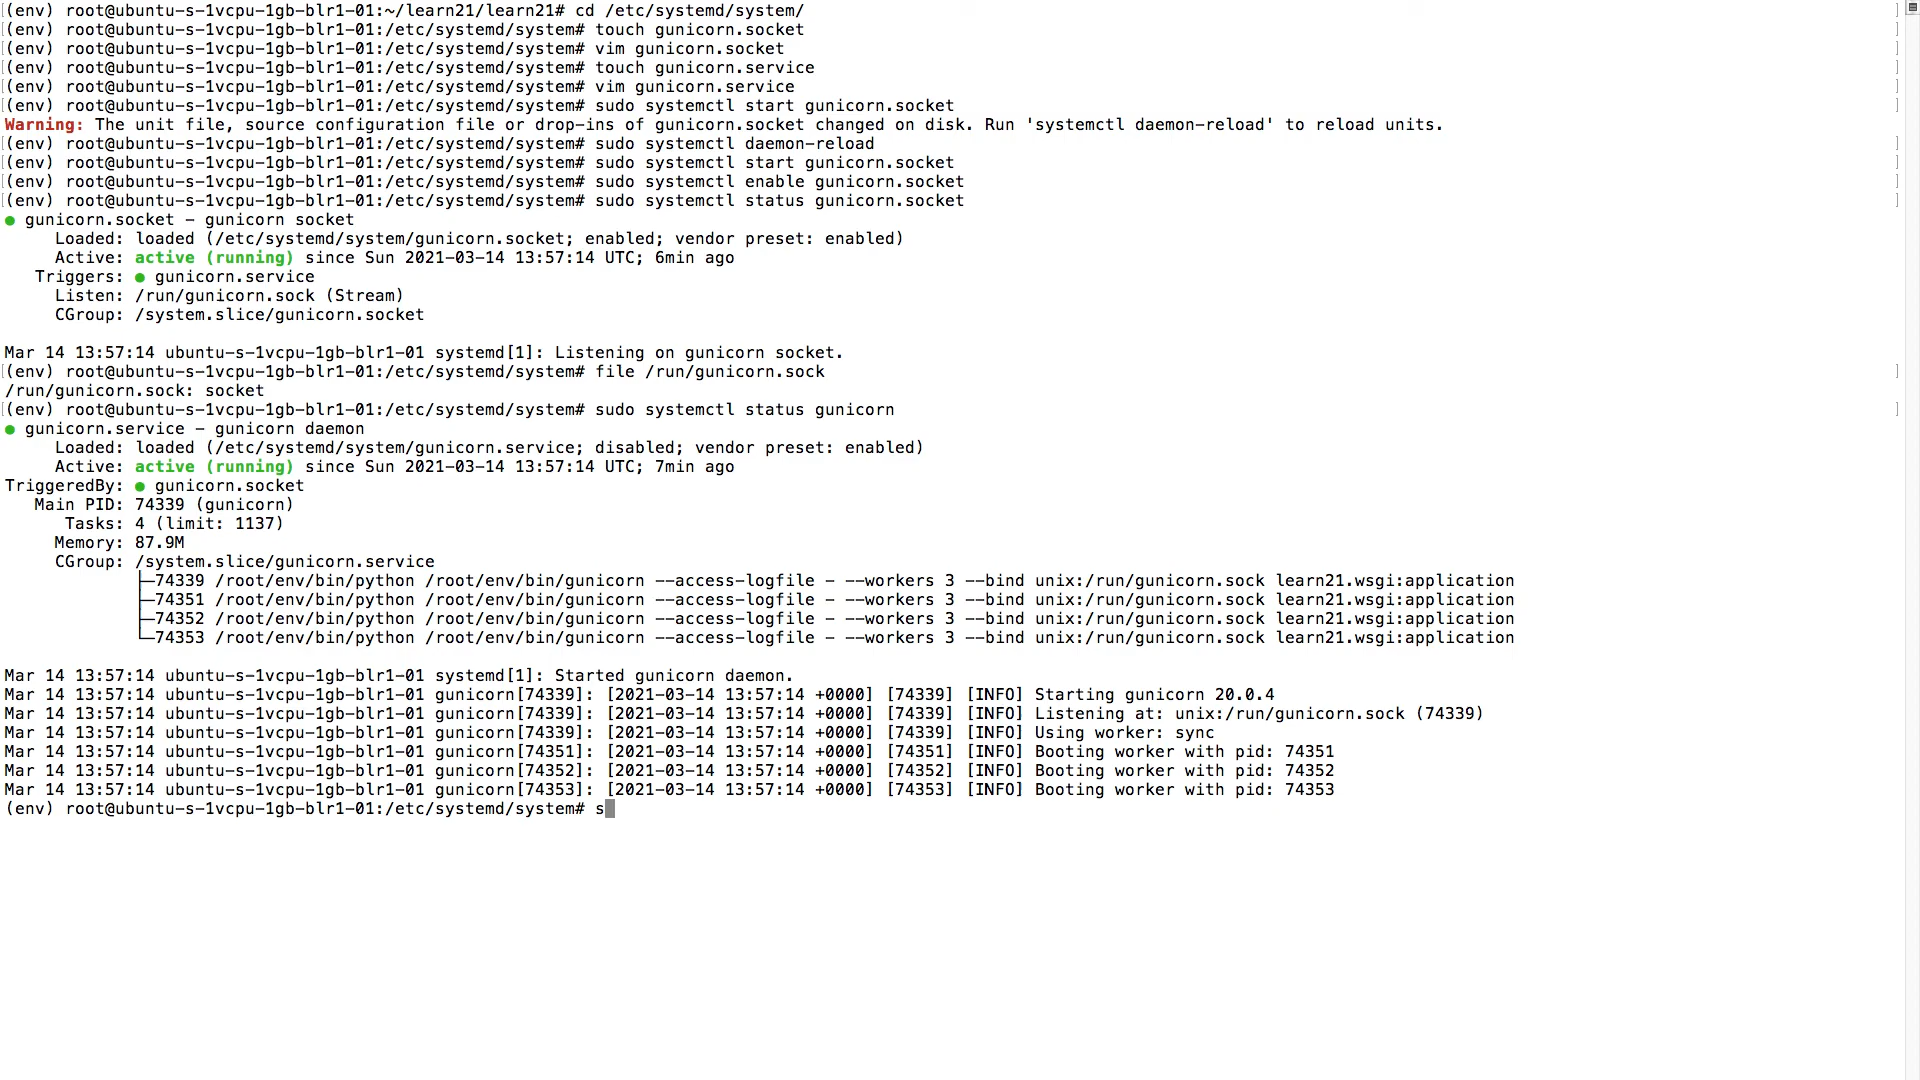 (env) root@ubuntu-s-1vcpu-1gb-blr1-01:~/learn21/learn21# cd /etc/systemd/system/
(env) root@ubuntu-s-1vcpu-1gb-blr1-01:/etc/systemd/system# touch gunicorn.socket
(env) root@ubuntu-s-1vcpu-1gb-blr1-01:/etc/systemd/system# vim gunicorn.socket
(env) root@ubuntu-s-1vcpu-1gb-blr1-01:/etc/systemd/system# touch gunicorn.service
(env) root@ubuntu-s-1vcpu-1gb-blr1-01:/etc/systemd/system# vim gunicorn.service
(env) root@ubuntu-s-1vcpu-1gb-blr1-01:/etc/systemd/system# sudo systemctl start gunicorn.socket
Warning: The unit file, source configuration file or drop-ins of gunicorn.socket changed on disk. Run 'systemctl daemon-reload' to reload units.
(env) root@ubuntu-s-1vcpu-1gb-blr1-01:/etc/systemd/system# sudo systemctl daemon-reload
(env) root@ubuntu-s-1vcpu-1gb-blr1-01:/etc/systemd/system# sudo systemctl start gunicorn.socket
(env) root@ubuntu-s-1vcpu-1gb-blr1-01:/etc/systemd/system# sudo systemctl enable gunicorn.socket
(env) root@ubuntu-s-1vcpu-1gb-blr1-01:/etc/systemd/system# sudo systemctl status gunicorn.socket
● gunicorn.socket - gunicorn socket
     Loaded: loaded (/etc/systemd/system/gunicorn.socket; enabled; vendor preset: enabled)
     Active: active (running) since Sun 2021-03-14 13:57:14 UTC; 6min ago
   Triggers: ● gunicorn.service
     Listen: /run/gunicorn.sock (Stream)
     CGroup: /system.slice/gunicorn.socket
Mar 14 13:57:14 ubuntu-s-1vcpu-1gb-blr1-01 systemd[1]: Listening on gunicorn socket.
(env) root@ubuntu-s-1vcpu-1gb-blr1-01:/etc/systemd/system# file /run/gunicorn.sock
/run/gunicorn.sock: socket
(env) root@ubuntu-s-1vcpu-1gb-blr1-01:/etc/systemd/system# sudo systemctl status gunicorn
● gunicorn.service - gunicorn daemon
     Loaded: loaded (/etc/systemd/system/gunicorn.service; disabled; vendor preset: enabled)
     Active: active (running) since Sun 2021-03-14 13:57:14 UTC; 7min ago
TriggeredBy: ● gunicorn.socket
   Main PID: 74339 (gunicorn)
      Tasks: 4 (limit: 1137)
     Memory: 87.9M
     CGroup: /system.slice/gunicorn.service
             ├─74339 /root/env/bin/python /root/env/bin/gunicorn --access-logfile - --workers 3 --bind unix:/run/gunicorn.sock learn21.wsgi:application
             ├─74351 /root/env/bin/python /root/env/bin/gunicorn --access-logfile - --workers 3 --bind unix:/run/gunicorn.sock learn21.wsgi:application
             ├─74352 /root/env/bin/python /root/env/bin/gunicorn --access-logfile - --workers 3 --bind unix:/run/gunicorn.sock learn21.wsgi:application
             └─74353 /root/env/bin/python /root/env/bin/gunicorn --access-logfile - --workers 3 --bind unix:/run/gunicorn.sock learn21.wsgi:application
Mar 14 13:57:14 ubuntu-s-1vcpu-1gb-blr1-01 systemd[1]: Started gunicorn daemon.
Mar 14 13:57:14 ubuntu-s-1vcpu-1gb-blr1-01 gunicorn[74339]: [2021-03-14 13:57:14 +0000] [74339] [INFO] Starting gunicorn 20.0.4
Mar 14 13:57:14 ubuntu-s-1vcpu-1gb-blr1-01 gunicorn[74339]: [2021-03-14 13:57:14 +0000] [74339] [INFO] Listening at: unix:/run/gunicorn.sock (74339)
Mar 14 13:57:14 ubuntu-s-1vcpu-1gb-blr1-01 gunicorn[74339]: [2021-03-14 13:57:14 +0000] [74339] [INFO] Using worker: sync
Mar 14 13:57:14 ubuntu-s-1vcpu-1gb-blr1-01 gunicorn[74351]: [2021-03-14 13:57:14 +0000] [74351] [INFO] Booting worker with pid: 74351
Mar 14 13:57:14 ubuntu-s-1vcpu-1gb-blr1-01 gunicorn[74352]: [2021-03-14 13:57:14 +0000] [74352] [INFO] Booting worker with pid: 74352
Mar 14 13:57:14 ubuntu-s-1vcpu-1gb-blr1-01 gunicorn[74353]: [2021-03-14 13:57:14 +0000] [74353] [INFO] Booting worker with pid: 74353
(env) root@ubuntu-s-1vcpu-1gb-blr1-01:/etc/systemd/system# s